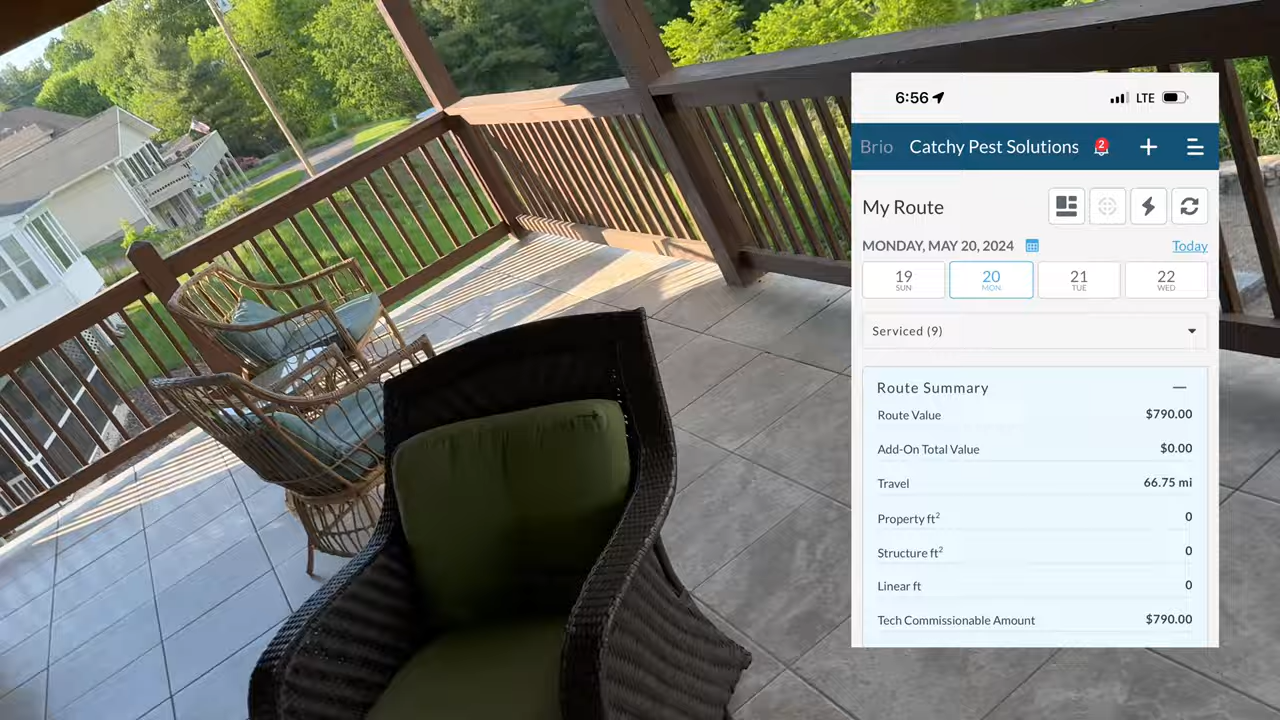 6:56 LTE
Brio Catchy Pest Solutions 2
My Route
MONDAY, MAY 20, 2024 Today
19 20 21 22
SUN MON TUE WED
Serviced (9)
Route Summary
Route Value $790.00
Add-On Total Value $0.00
Travel 66.75 mi
Property ft² 0
Structure ft² 0
Linear ft 0
Tech Commissionable Amount $790.00